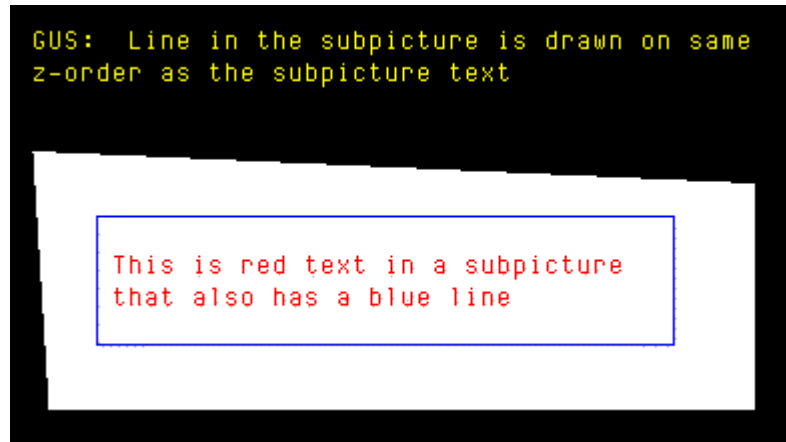 GUS:  Line in the subpicture is drawn on same
z-order as the subpicture text
This is red text in a subpicture
that also has a blue line